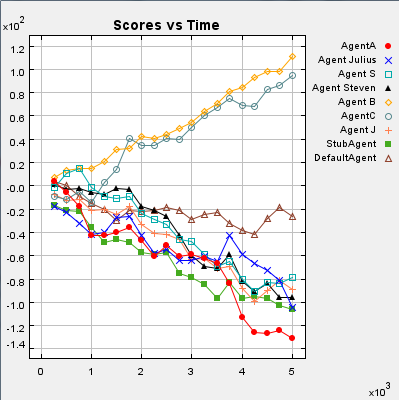 ×10²
Scores vs Time
1.2
1.0
0.8
0.6
0.4
0.2
-0.0
-0.2
-0.4
-0.6
-0.8
-1.0
-1.2
-1.4
0 1 2 3 4 5
×10³
AgentA
Agent Julius
Agent S
Agent Steven
Agent B
AgentC
Agent J
StubAgent
DefaultAgent